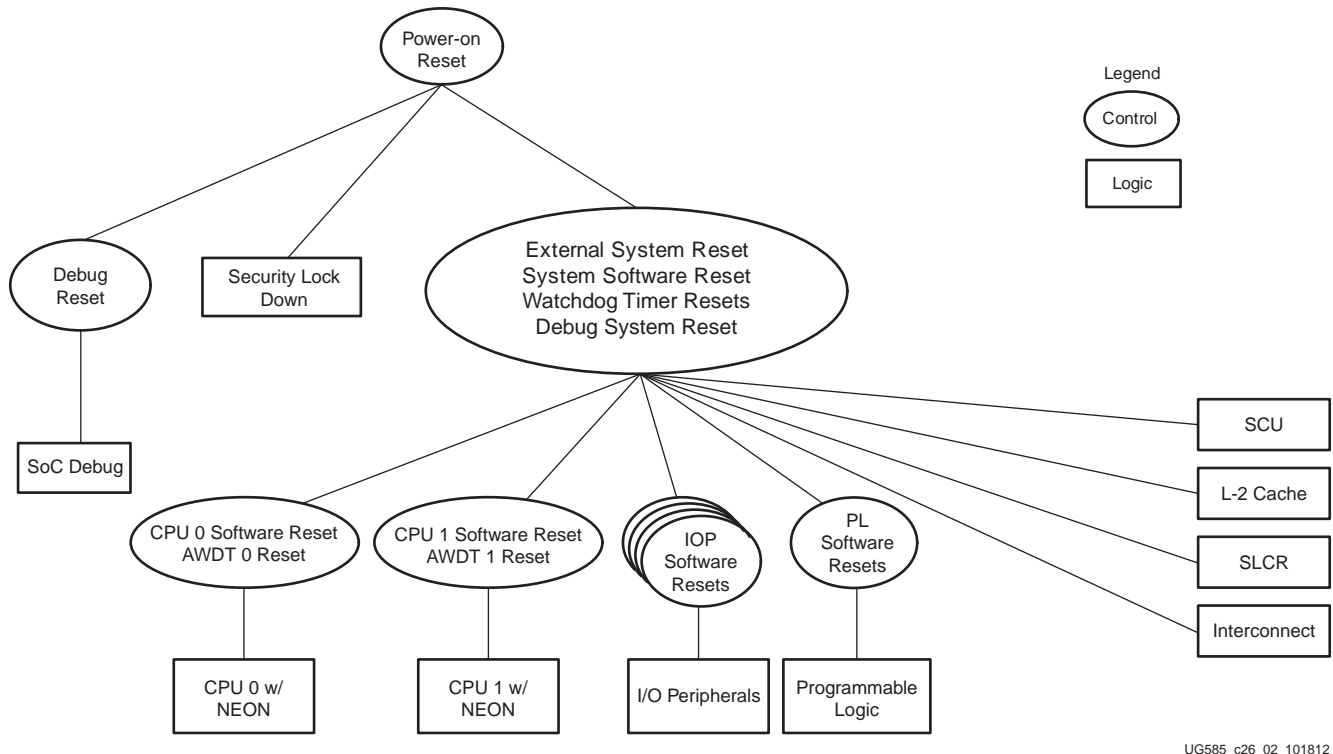 Power-on
Reset
Legend
Control
Logic
Debug
Reset
Security Lock
Down
External System Reset
System Software Reset
Watchdog Timer Resets
Debug System Reset
SoC Debug
SCU
L-2 Cache
SLCR
Interconnect
CPU 0 Software Reset
AWDT 0 Reset
CPU 1 Software Reset
AWDT 1 Reset
IOP
Software
Resets
PL
Software
Resets
CPU 0 w/
NEON
CPU 1 w/
NEON
I/O Peripherals
Programmable
Logic
UG585_c26_02_101812